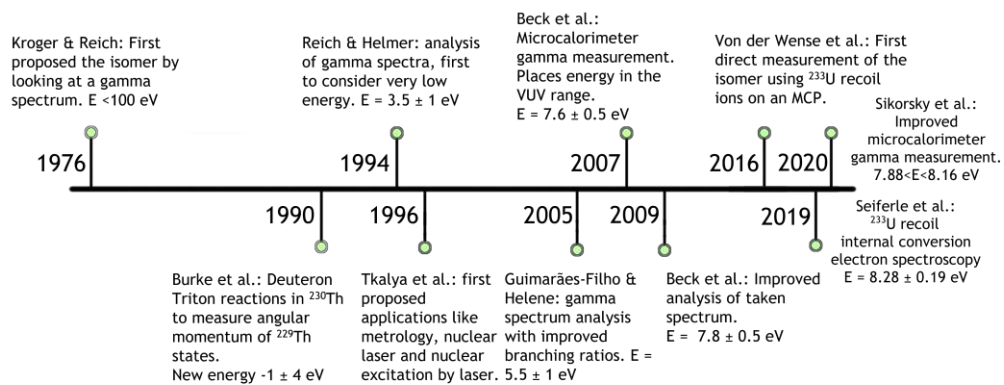 Kroger & Reich: First
proposed the isomer by
looking at a gamma
spectrum. E <100 eV
1976
Burke et al.: Deuteron
Triton reactions in ²³⁰Th
to measure angular
momentum of ²²⁹Th
states.
New energy -1 ± 4 eV
1990
Reich & Helmer: analysis
of gamma spectra, first
to consider very low
energy. E = 3.5 ± 1 eV
1994
Tkalya et al.: first
proposed
applications like
metrology, nuclear
laser and nuclear
excitation by laser.
1996
Guimarães-Filho &
Helene: gamma
spectrum analysis
with improved
branching ratios. E =
5.5 ± 1 eV
2005
Beck et al.:
Microcalorimeter
gamma measurement.
Places energy in the
VUV range.
E = 7.6 ± 0.5 eV
2007
Beck et al.: Improved
analysis of taken
spectrum.
E = 7.8 ± 0.5 eV
2009
Von der Wense et al.: First
direct measurement of the
isomer using ²³³U recoil
ions on an MCP.
2016
Seiferle et al.:
²³³U recoil
internal conversion
electron spectroscopy
E = 8.28 ± 0.19 eV
2019
Sikorsky et al.:
Improved
microcalorimeter
gamma measurement.
7.88<E<8.16 eV
2020